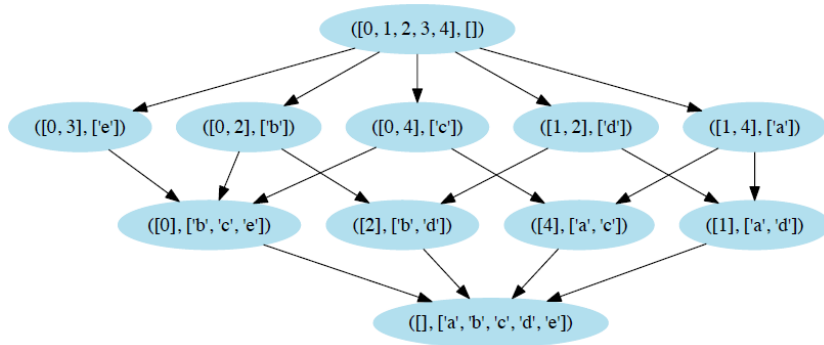 ([0, 1, 2, 3, 4], [])
([0, 3], ['e'])
([0, 2], ['b'])
([0, 4], ['c'])
([1, 2], ['d'])
([1, 4], ['a'])
([0], ['b', 'c', 'e'])
([2], ['b', 'd'])
([4], ['a', 'c'])
([1], ['a', 'd'])
([], ['a', 'b', 'c', 'd', 'e'])